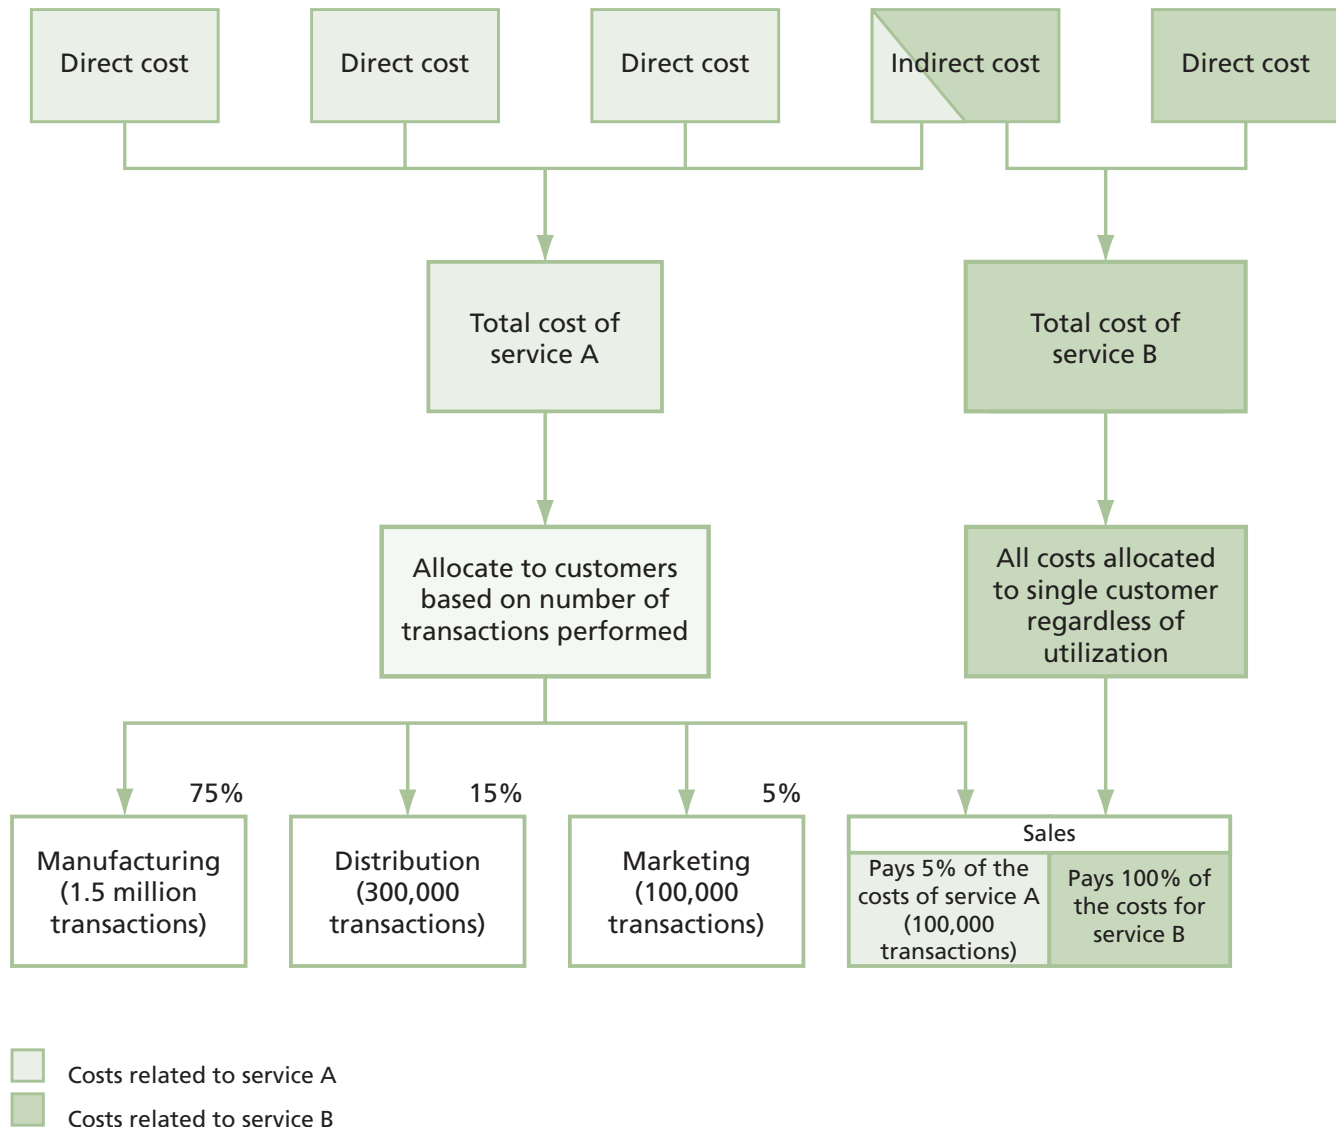 Direct cost
Direct cost
Direct cost
Indirect cost
Direct cost
Total cost of
service A
Total cost of
service B
Allocate to customers
based on number of
transactions performed
All costs allocated
to single customer
regardless of
utilization
75%
15%
5%
Manufacturing
(1.5 million
transactions)
Distribution
(300,000
transactions)
Marketing
(100,000
transactions)
Sales
Pays 5% of the
costs of service A
(100,000
transactions)
Pays 100% of
the costs for
service B
Costs related to service A
Costs related to service B